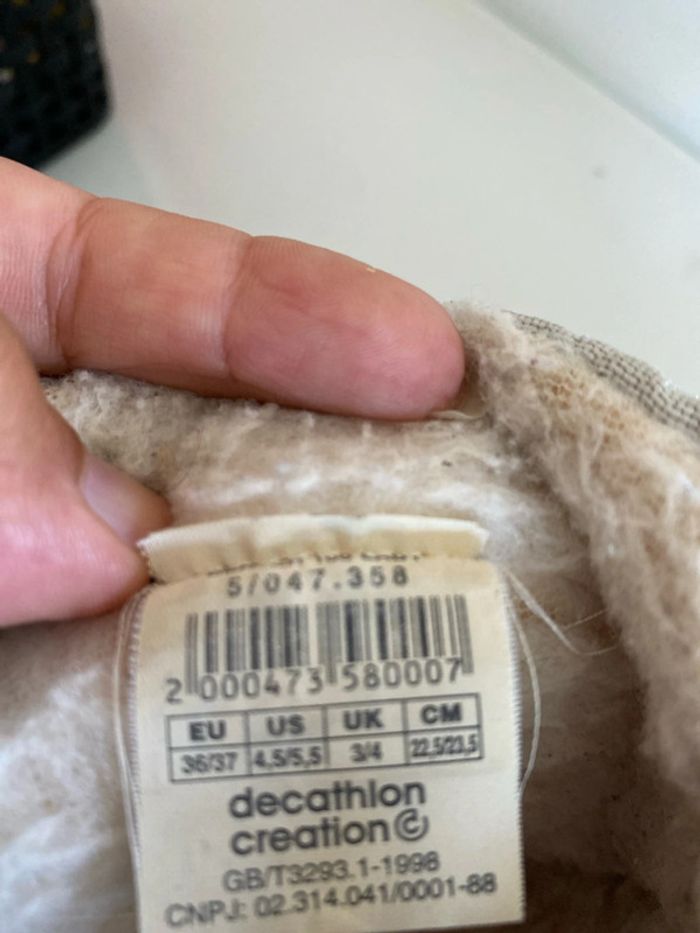 5/047.358
2 000473 580007
EU US UK CM
36/37 4.5/5,5 3/4 22,5/23,5
decathlon
creation
GB/T3293.1-1998
CNPJ: 02.314.041/0001-88